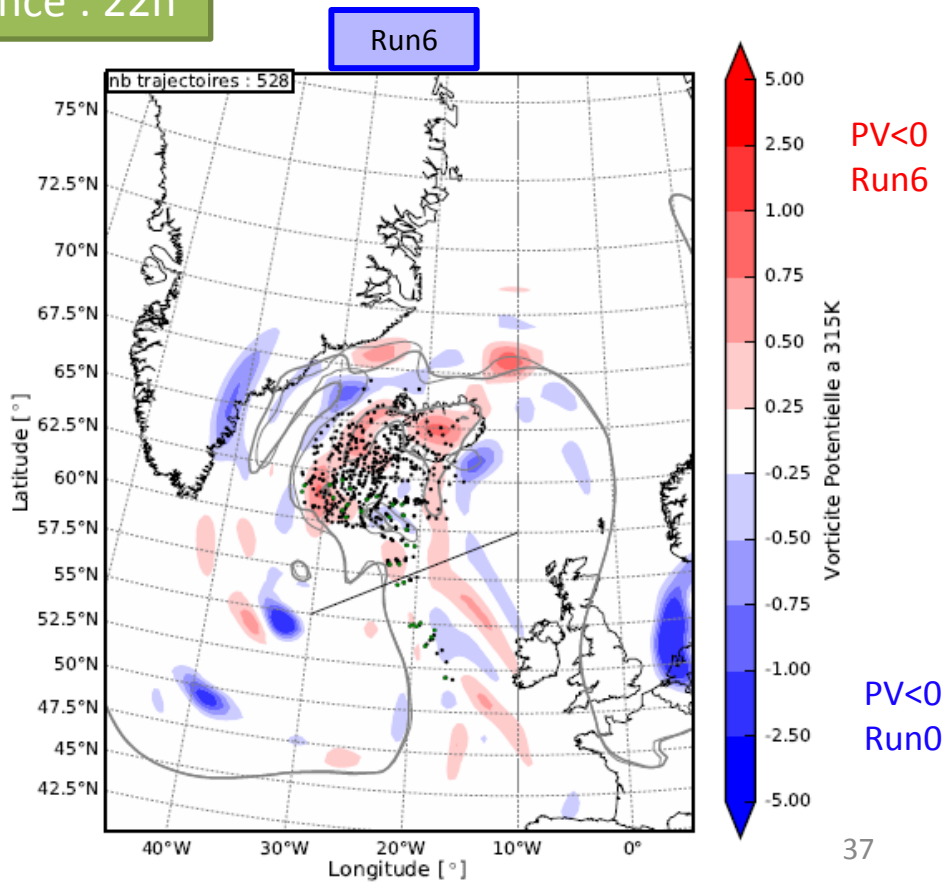 nce : 22h
Run6
nb trajectoires : 528
75°N
72.5°N
70°N
67.5°N
65°N
62.5°N
60°N
57.5°N
55°N
52.5°N
50°N
47.5°N
45°N
42.5°N
Latitude [°]
40°W
30°W
20°W
10°W
0°
Longitude [°]
5.00
2.50
1.00
0.75
0.50
0.25
-0.25
-0.50
-0.75
-1.00
-2.50
-5.00
Vorticite Potentielle a 315K
PV<0
Run6
PV<0
Run0
37